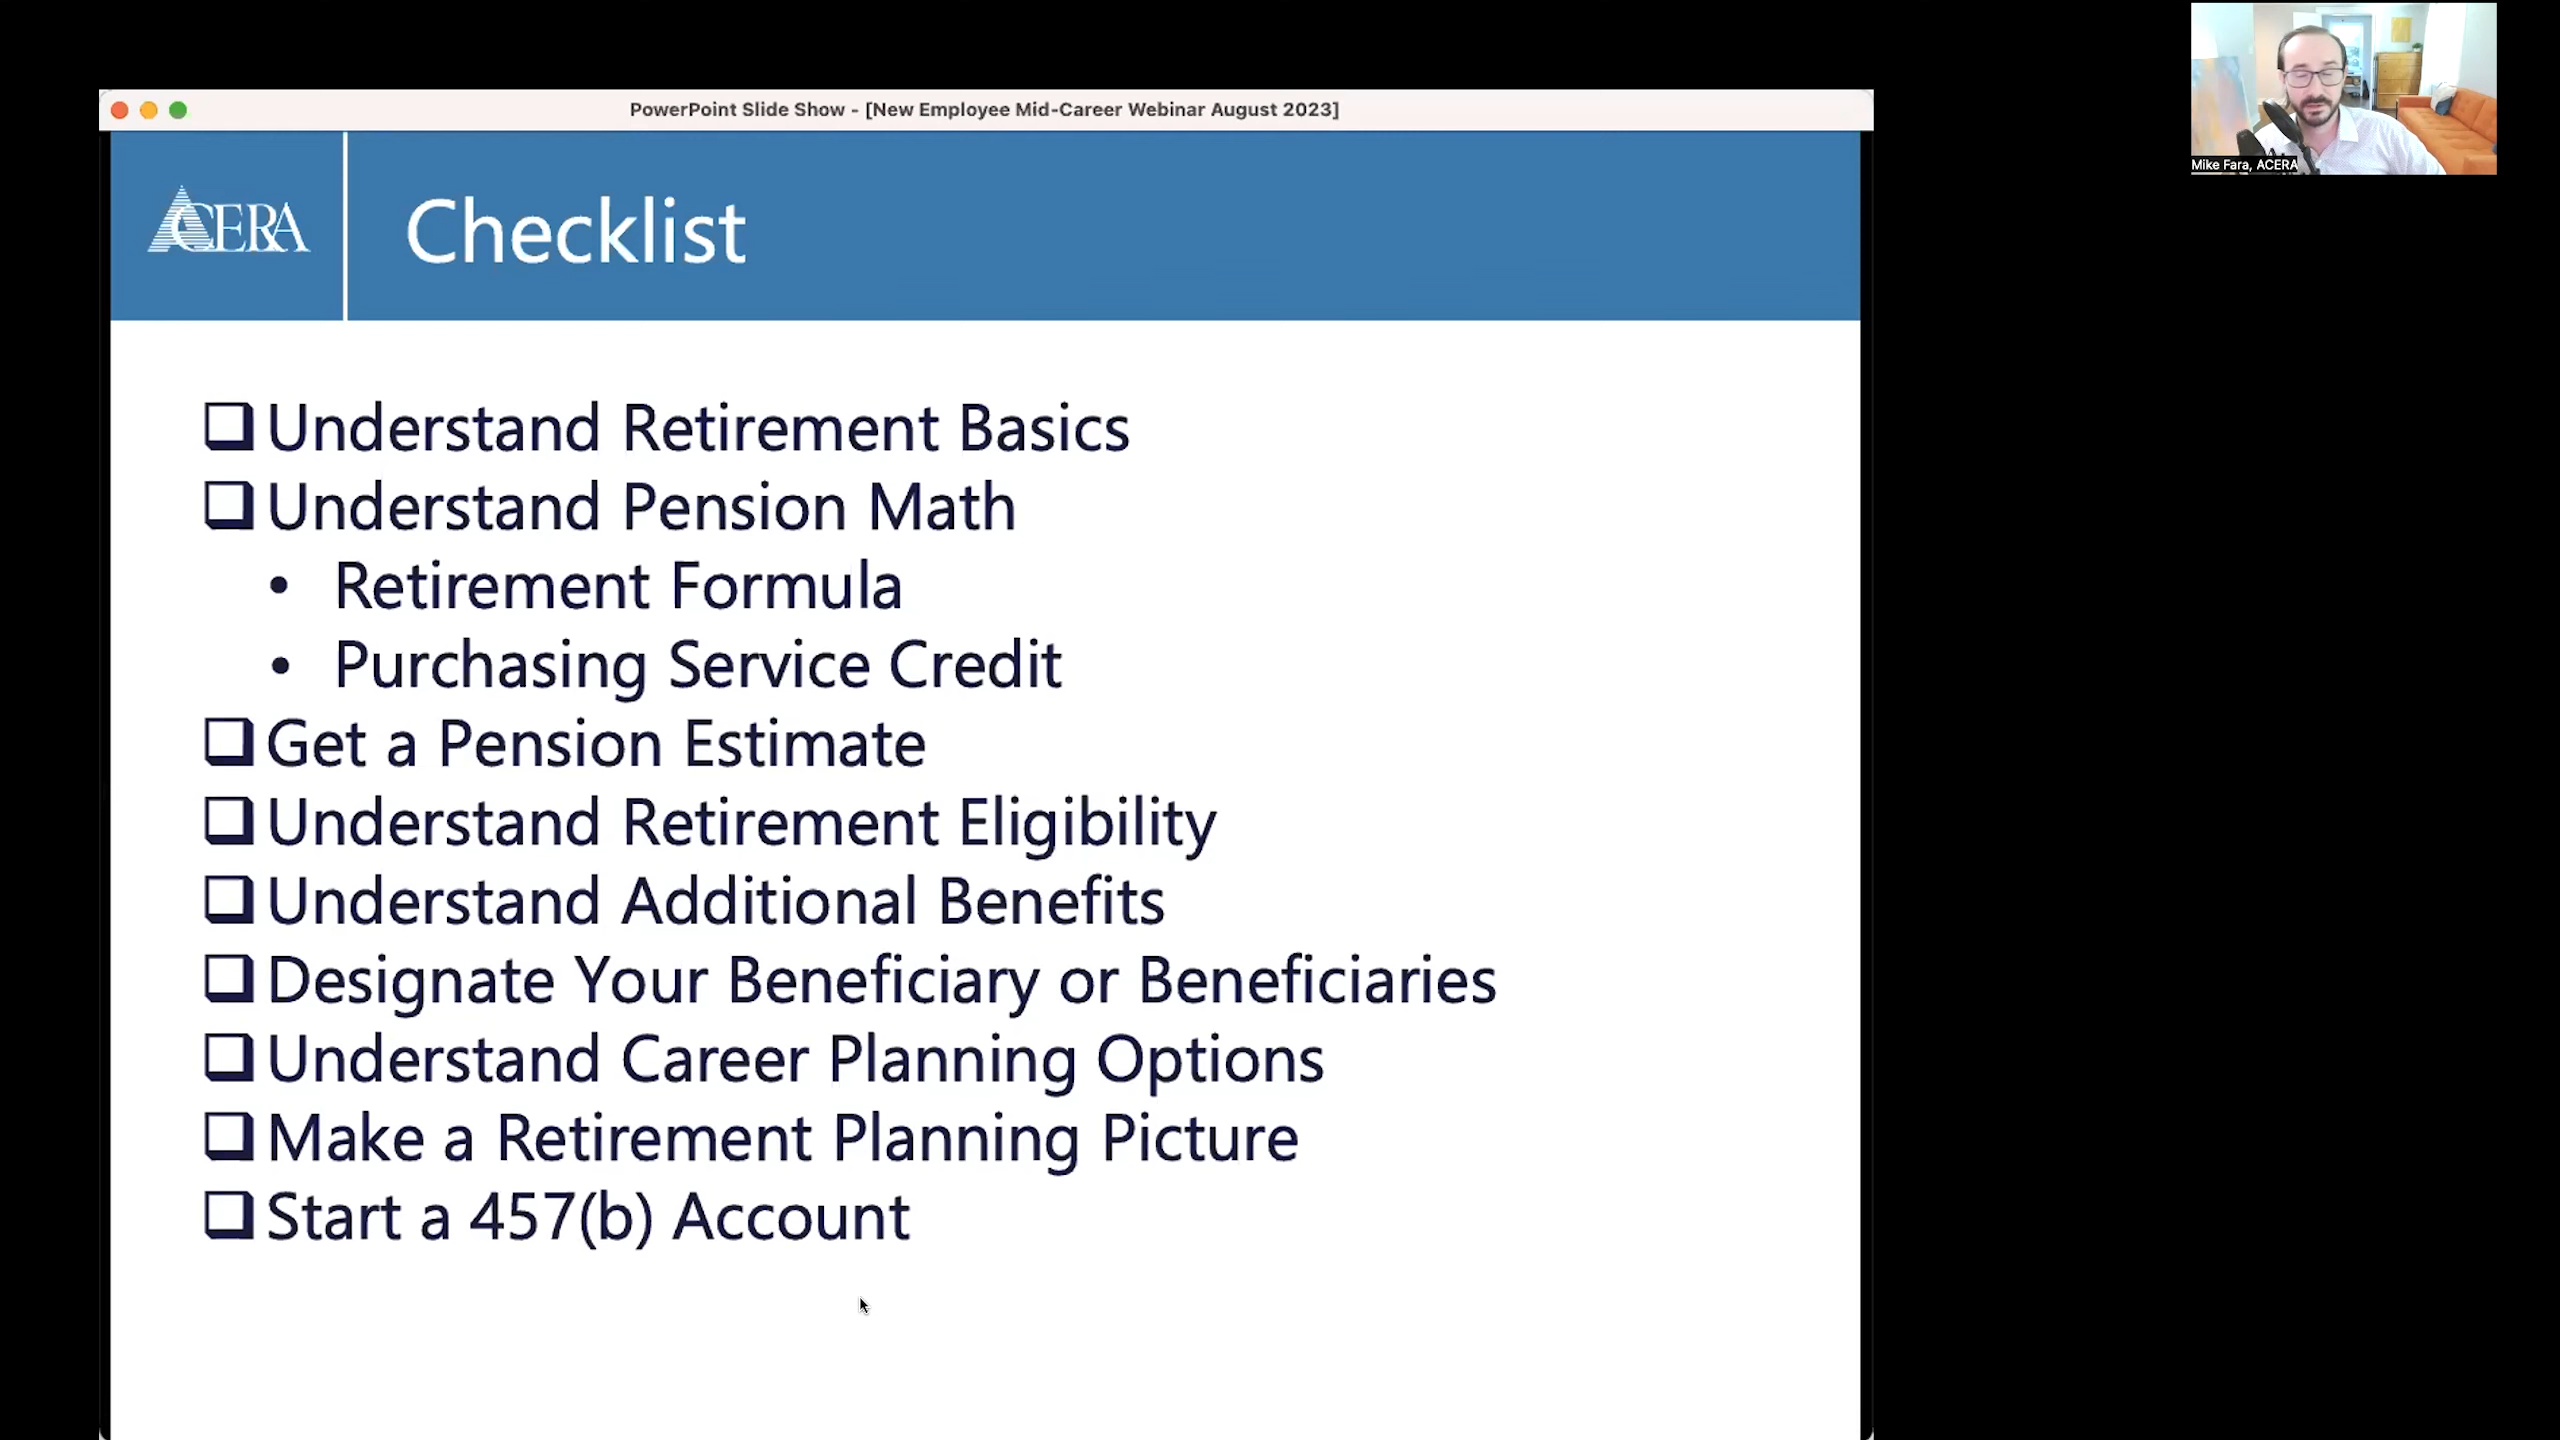 PowerPoint Slide Show - [New Employee Mid-Career Webinar August 2023]
Mike Fara, ACERA
ACERA
Checklist
Understand Retirement Basics
Understand Pension Math
• Retirement Formula
• Purchasing Service Credit
Get a Pension Estimate
Understand Retirement Eligibility
Understand Additional Benefits
Designate Your Beneficiary or Beneficiaries
Understand Career Planning Options
Make a Retirement Planning Picture
Start a 457(b) Account